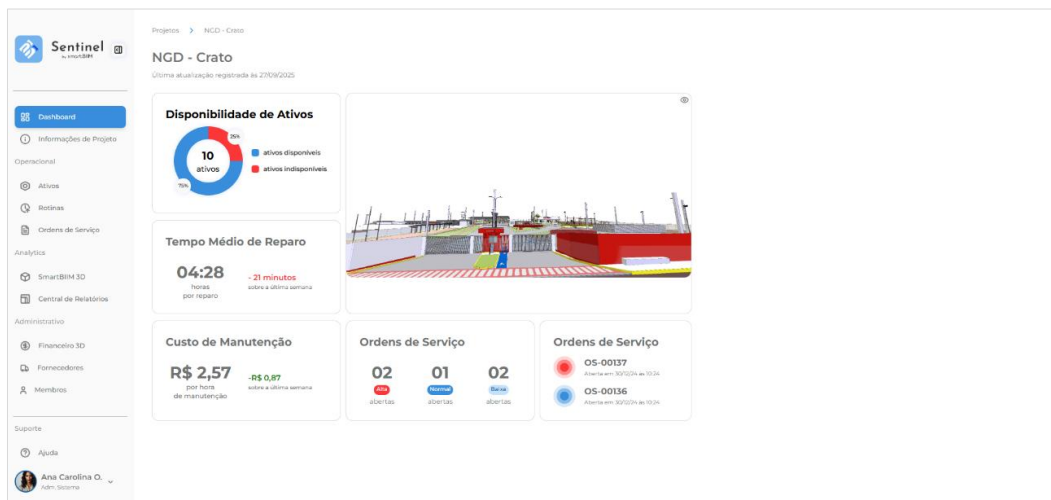 Sentinel
by smartBIIM
Dashboard
Informações de Projeto
Operacional
Ativos
Rotinas
Ordens de Serviço
Analytics
SmartBIIM 3D
Central de Relatórios
Administrativo
Financeiro 3D
Fornecedores
Membros
Suporte
Ajuda
Ana Carolina O.
Adm. Sistema
Projetos > NGD - Crato
NGD - Crato
Última atualização registrada às 27/09/2025
Disponibilidade de Ativos
25%
10
ativos
75%
ativos disponíveis
ativos indisponíveis
Tempo Médio de Reparo
04:28
horas
por reparo
- 21 minutos
sobre a última semana
Custo de Manutenção
R$ 2,57
por hora
de manutenção
-R$ 0,87
sobre a última semana
Ordens de Serviço
02 01 02
Alta Normal Baixa
abertas abertas abertas
Ordens de Serviço
OS-00137
Aberta em 30/12/24 às 10:24
OS-00136
Aberta em 30/12/24 às 10:24